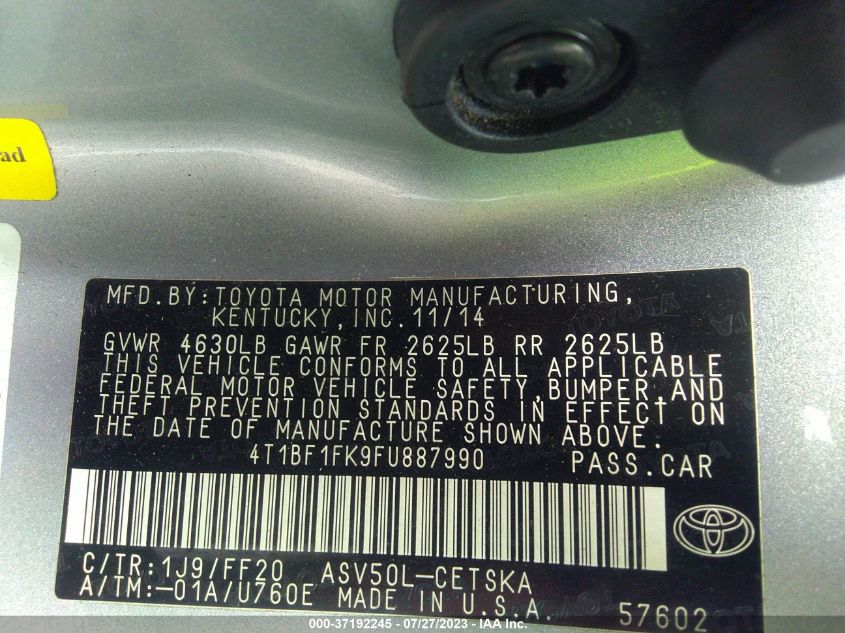 ad
MFD.BY:TOYOTA MOTOR MANUFACTURING,
KENTUCKY,INC.11/14
GVWR 4630LB GAWR FR 2625LB RR 2625LB
THIS VEHICLE CONFORMS TO ALL APPLICABLE
FEDERAL MOTOR VEHICLE SAFETY,BUMPER,AND
THEFT PREVENTION STANDARDS IN EFFECT ON
THE DATE OF MANUFACTURE SHOWN ABOVE.
4T1BF1FK9FU887990 PASS.CAR
C/TR:1J9/FF20 ASV50L-CETSKA
A/TM:-01A/U760E MADE IN U.S.A. 57602
000-37192245 - 07/27/2023 - © IAA Inc.